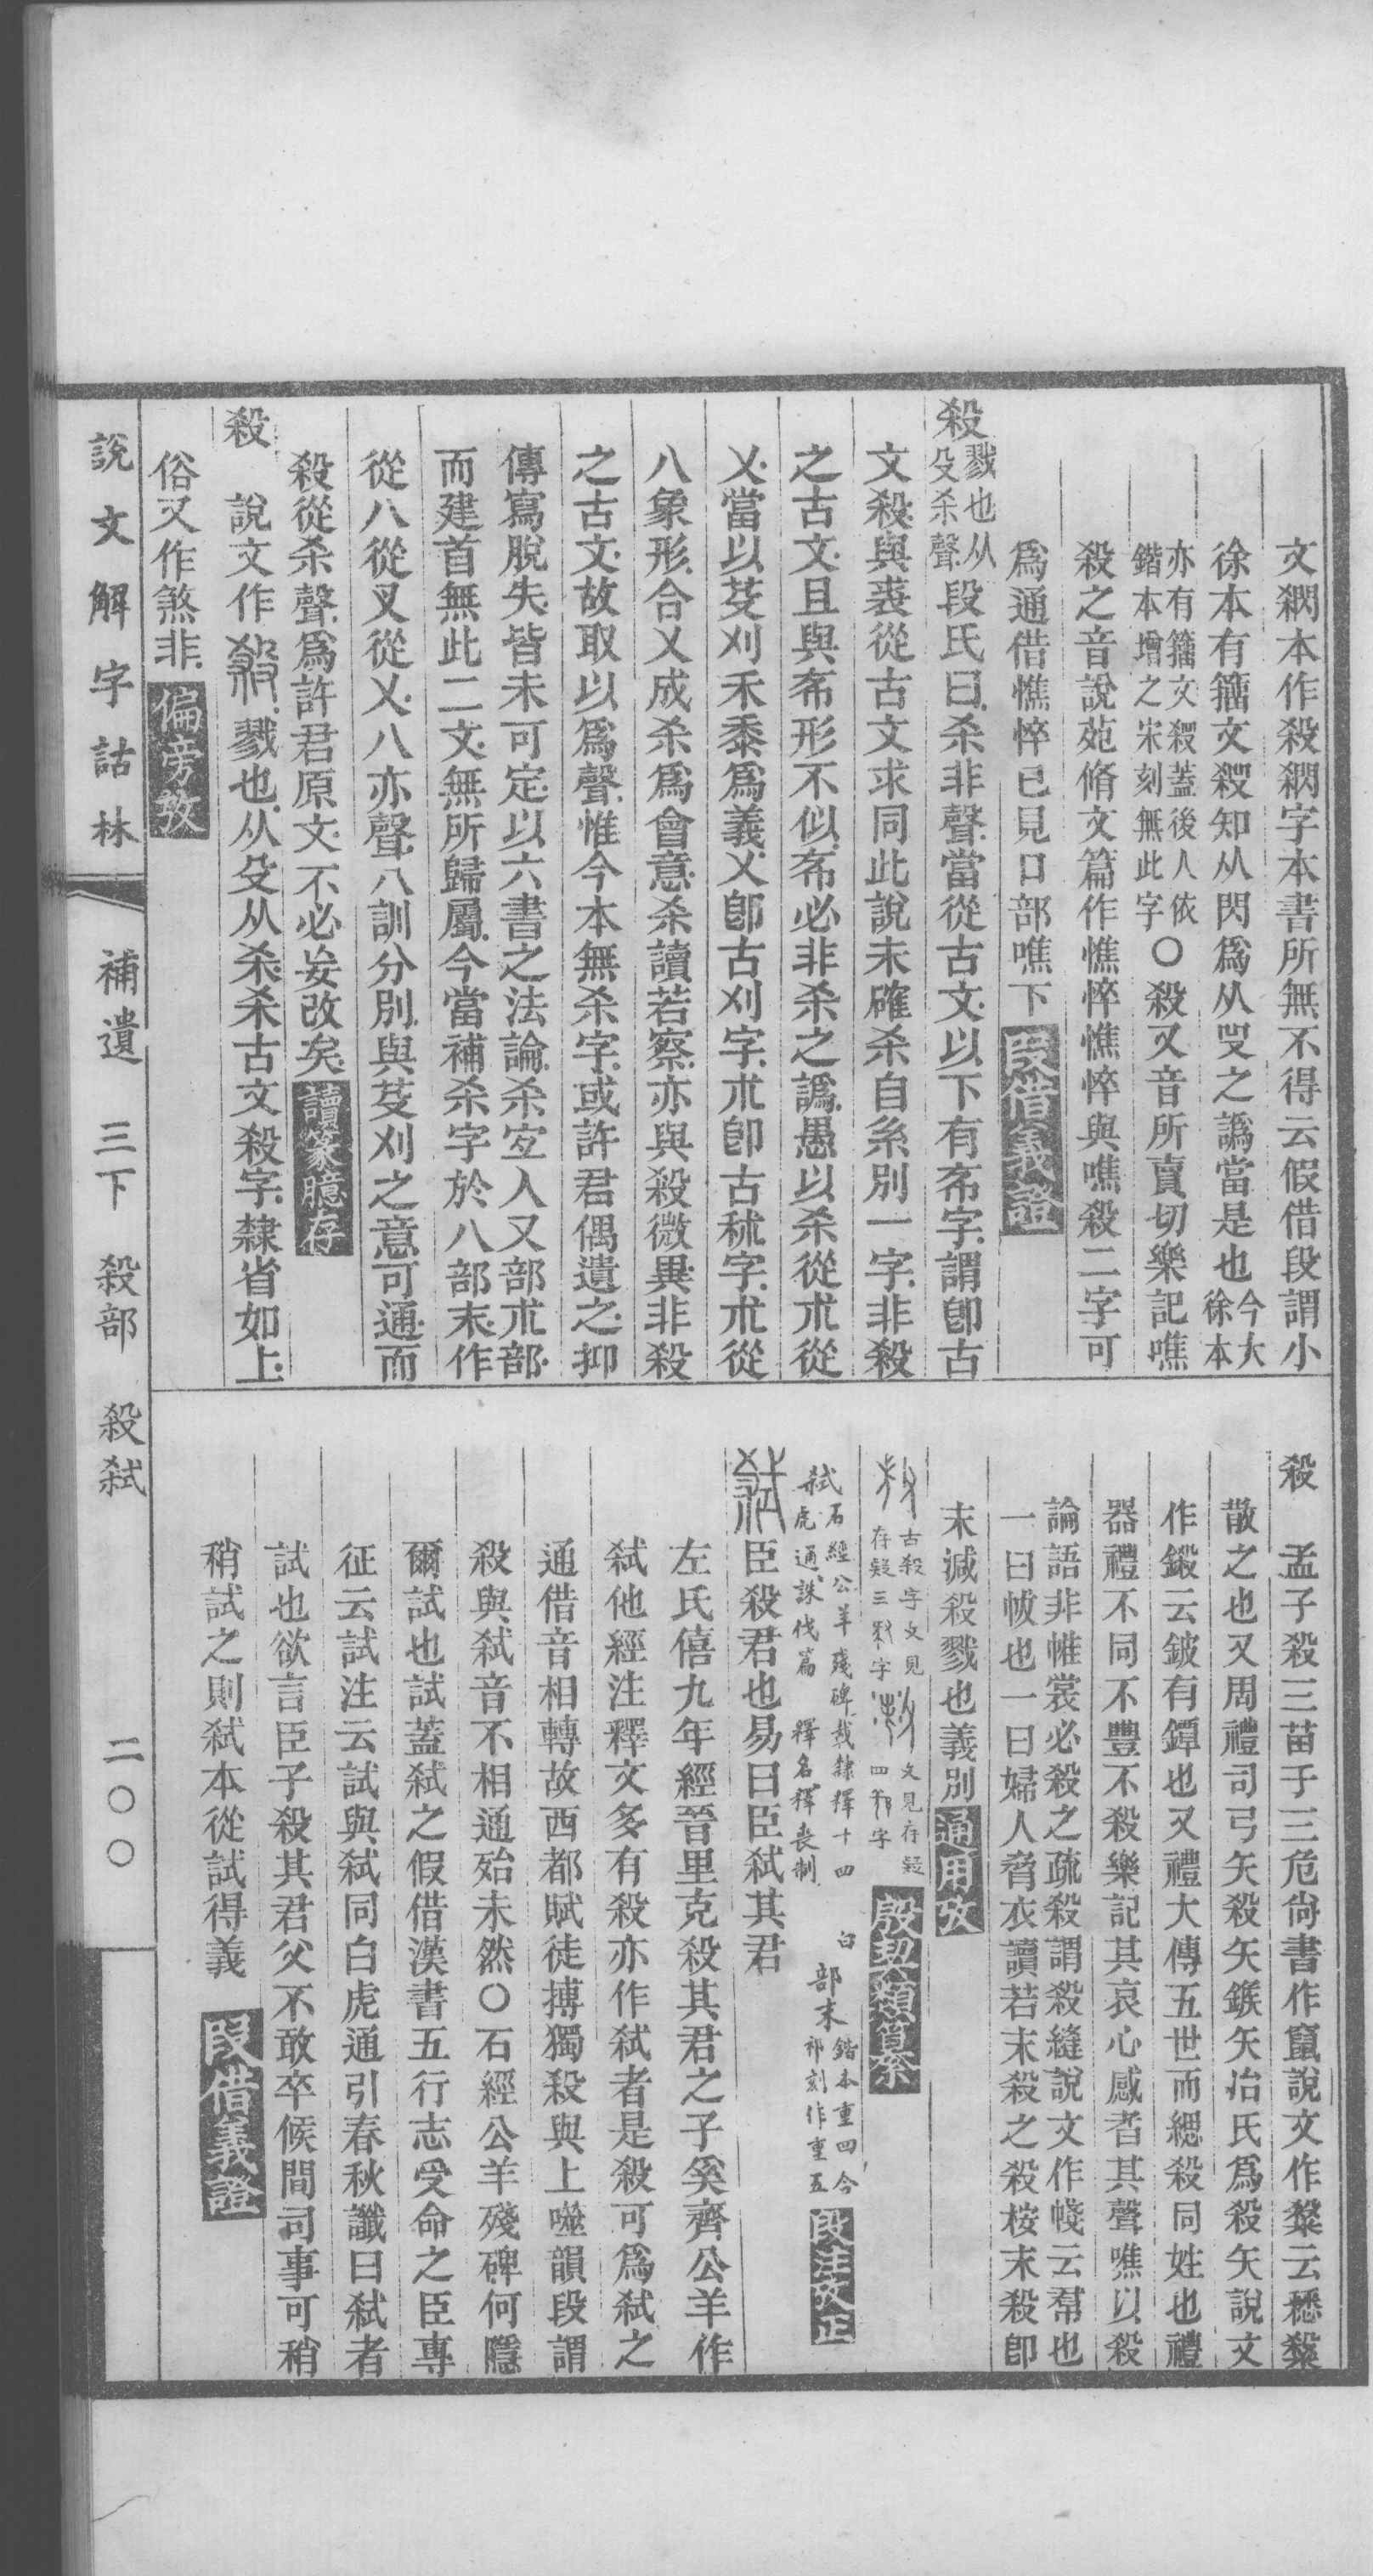 文閷本作殺閷字本書所無不得云假借段謂小
徐本有籒文殺知从閃爲从旻之譌當是也今大徐本
亦有籒文殺蓋後人依鍇本增之宋刻無此字〇殺又音所賣切樂記噍
殺之音說苑脩文篇作憔悴憔悴與噍殺二字可
爲通借憔悴已見口部噍下段借義證
殺戮也从殳杀聲段氏曰杀非聲當從古文以下有布字謂卽古
文殺與裘從古文求同此說未確杀自系別一字非殺
之古文且與布形不似布必非杀之譌愚以杀從朮從
乂當以芟刈禾黍爲義乂卽古刈字朮卽古秫字朮從
八象形合乂成杀爲會意杀讀若察亦與殺微異非殺
之古文故取以爲聲惟今本無杀字或許君偶遺之抑
傳寫脫失皆未可定以六書之法論杀宐入又部朮部
而建首無此二文無所歸屬今當補杀字於八部末作
從八從叉從乂八亦聲八訓分別與芟刈之意可通而
殺從杀聲爲許君原文不必妄改矣讀篆臆存
殺說文作殺戮也从殳从杀杀古文殺字隸省如上
俗又作煞非偏旁攷
殺孟子殺三苗于三危尙書作竄說文作𥻦云𢤱𥻦
散之也又周禮司弓矢殺矢鍭矢冶氏爲殺矢說文
作鎩云鈹有鐔也又禮大傳五世而緦殺同姓也禮
器禮不同不豐不殺樂記其哀心感者其聲噍以殺
論語非帷裳必殺之疏殺謂殺縫說文作㡜云帬也
一曰帗也一曰婦人脅衣讀若末殺之殺桉末殺卽
末減殺戮也義別通用攷
古殺字文見存疑三字文見存疑四字殷契類纂
弑石經公羊殘碑載隸釋十四白虎通誅伐篇釋名釋喪制部末鍇本重四今祁刻作重五段注攷正
弑臣殺君也易曰臣弑其君
左氏僖九年經晉里克殺其君之子奚齊公羊作
弑他經注釋文多有殺亦作弑者是殺可爲弑之
通借音相轉故西都賦徒搏獨殺與上噬韻段謂
殺與弑音不相通殆未然〇石經公羊殘碑何隱
爾試也試蓋弑之假借漢書五行志受命之臣專
征云試注云試與弑同白虎通引春秋讖曰弑者
試也欲言臣子殺其君父不敢卒候間司事可稍
稍試之則弑本從試得義段借義證
說文解字詁林 補遺 三下 殺部 殺弑 二〇〇